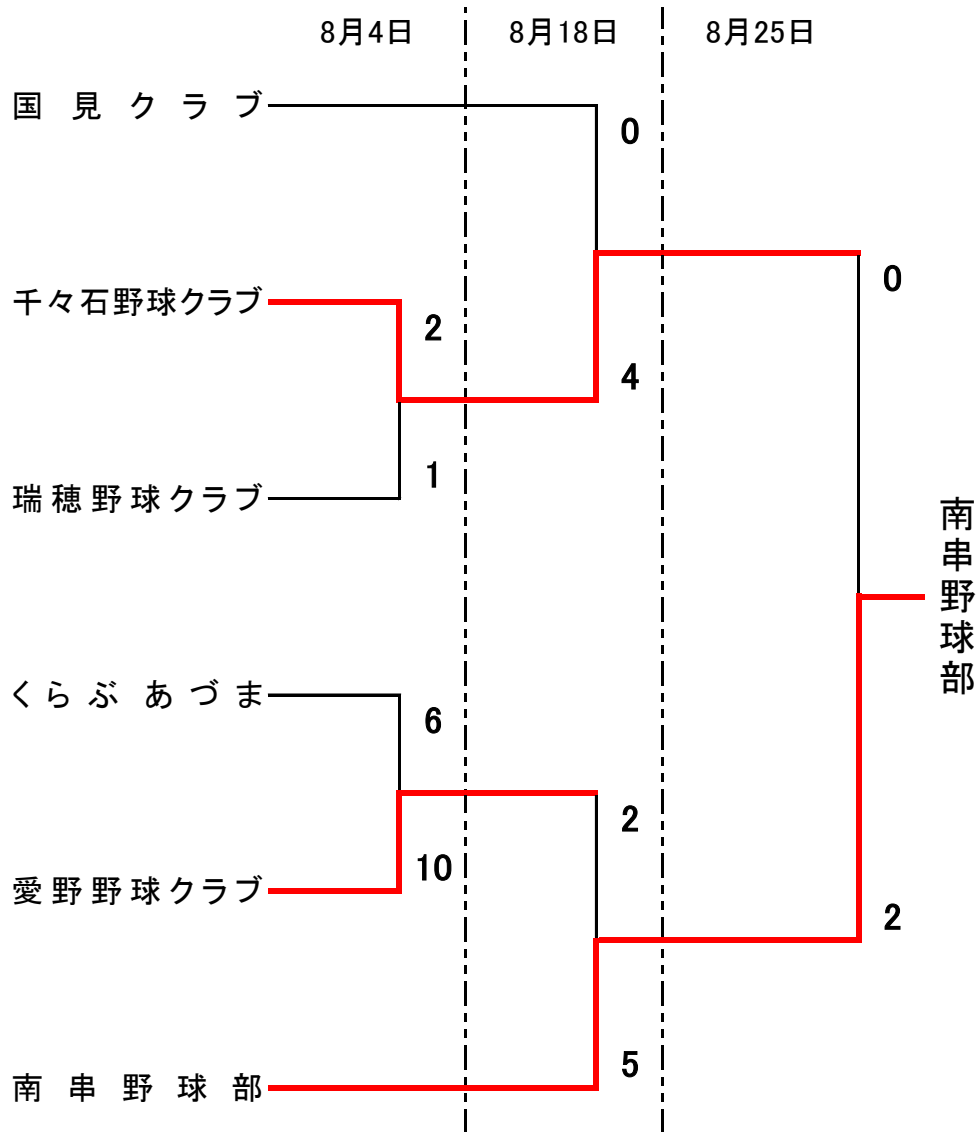 8月4日 8月18日 8月25日
国見クラブ
0
0
千々石野球クラブ
2
4
1
瑞穂野球クラブ
南串野球部
くらぶあづま
6
2
10
愛野野球クラブ
2
5
南串野球部